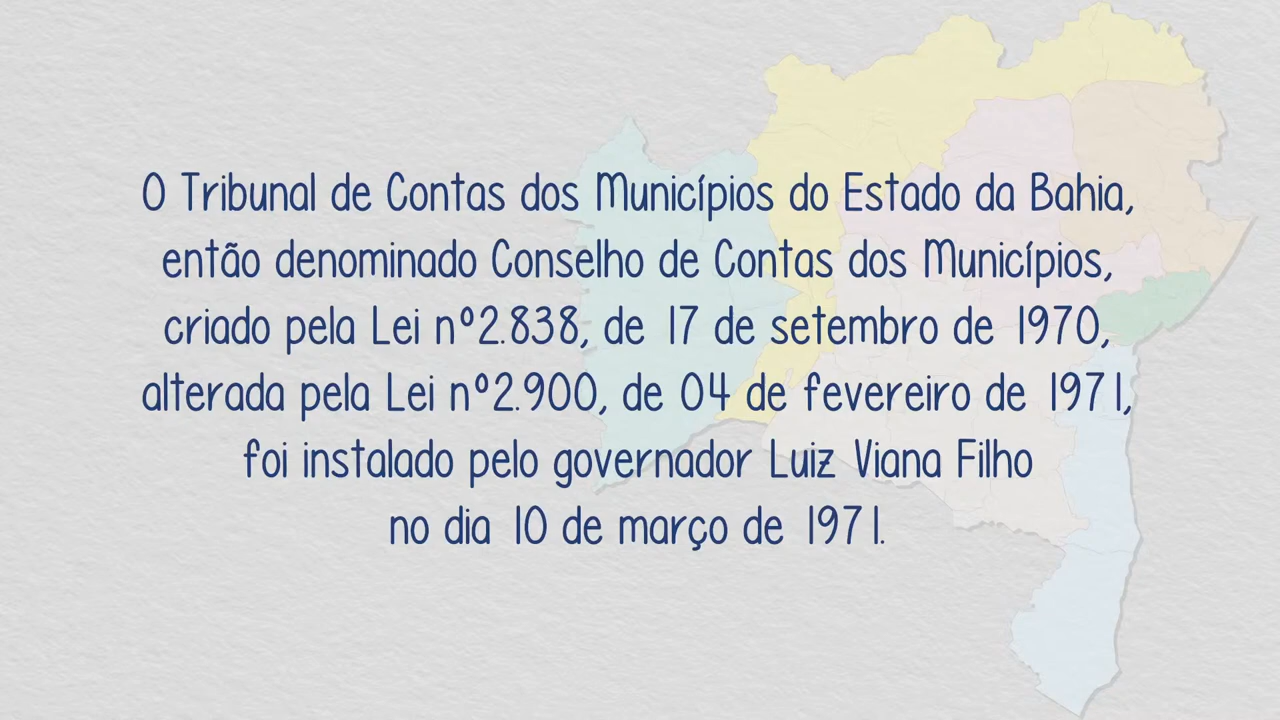 O Tribunal de Contas dos Municípios do Estado da Bahia,
então denominado Conselho de Contas dos Municípios,
criado pela Lei nº2.838, de 17 de setembro de 1970,
alterada pela Lei nº2.900, de 04 de fevereiro de 1971,
foi instalado pelo governador Luiz Viana Filho
no dia 10 de março de 1971.